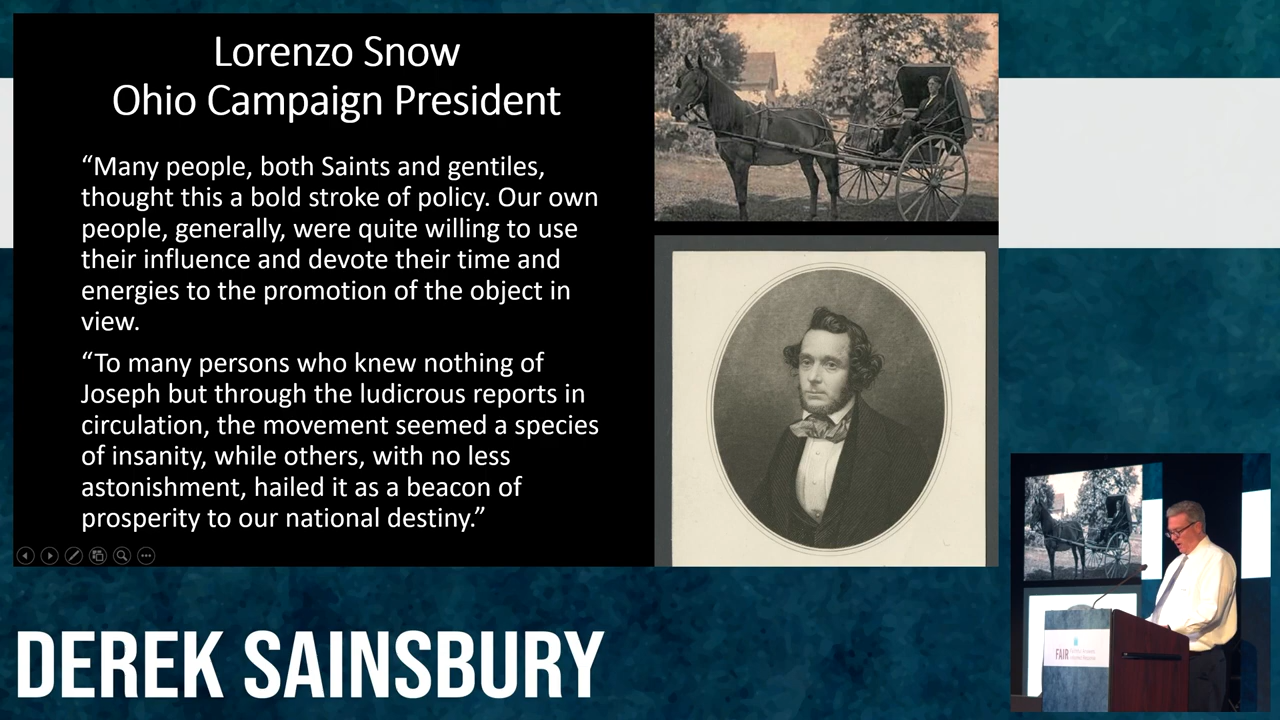 Lorenzo Snow
Ohio Campaign President
“Many people, both Saints and gentiles,
thought this a bold stroke of policy. Our own
people, generally, were quite willing to use
their influence and devote their time and
energies to the promotion of the object in
view.
“To many persons who knew nothing of
Joseph but through the ludicrous reports in
circulation, the movement seemed a species
of insanity, while others, with no less
astonishment, hailed it as a beacon of
prosperity to our national destiny.”
DEREK SAINSBURY
FAIR